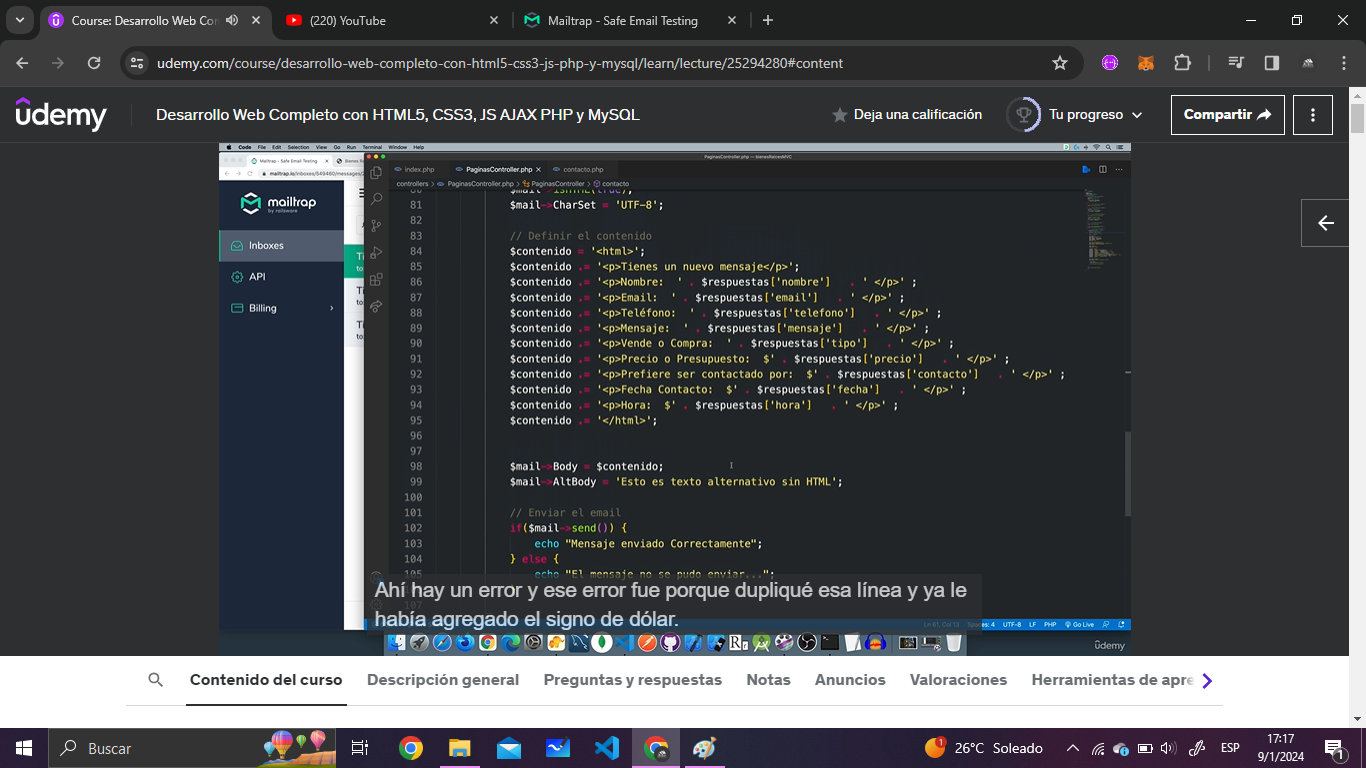 Course: Desarrollo Web Con
(220) YouTube
Mailtrap - Safe Email Testing
udemy.com/course/desarrollo-web-completo-con-html5-css3-js-php-y-mysql/learn/lecture/25294280#content
ûdemy
Desarrollo Web Completo con HTML5, CSS3, JS AJAX PHP y MySQL
Deja una calificación
Tu progreso
Compartir
Code File Edit Selection View Go Run Terminal Window Help
Mailtrap - Safe Email Testing
PaginasController.php — bienesRaicesMVC
index.php
PaginasController.php
contacto.php
controllers > PaginasController.php > PaginasController > contacto
mailtrap
by railsware
Inboxes
API
Billing
80 $mail->isHTML(true);
81 $mail->CharSet = 'UTF-8';
82
83 // Definir el contenido
84 $contenido = '<html>';
85 $contenido .= '<p>Tienes un nuevo mensaje</p>';
86 $contenido .= '<p>Nombre: ' . $respuestas['nombre'] . ' </p>' ;
87 $contenido .= '<p>Email: ' . $respuestas['email'] . ' </p>' ;
88 $contenido .= '<p>Teléfono: ' . $respuestas['telefono'] . ' </p>' ;
89 $contenido .= '<p>Mensaje: ' . $respuestas['mensaje'] . ' </p>' ;
90 $contenido .= '<p>Vende o Compra: ' . $respuestas['tipo'] . ' </p>' ;
91 $contenido .= '<p>Precio o Presupuesto: $' . $respuestas['precio'] . ' </p>' ;
92 $contenido .= '<p>Prefiere ser contactado por: $' . $respuestas['contacto'] . ' </p>' ;
93 $contenido .= '<p>Fecha Contacto: $' . $respuestas['fecha'] . ' </p>' ;
94 $contenido .= '<p>Hora: $' . $respuestas['hora'] . ' </p>' ;
95 $contenido .= '</html>';
96
97
98 $mail->Body = $contenido;
99 $mail->AltBody = 'Esto es texto alternativo sin HTML';
100
101 // Enviar el email
102 if($mail->send()) {
103 echo "Mensaje enviado Correctamente";
104 } else {
105 echo "El mensaje no se pudo enviar...";
Ahí hay un error y ese error fue porque dupliqué esa línea y ya le
había agregado el signo de dólar.
Ln 61, Col 13 Spaces: 4 UTF-8 LF PHP Go Live
ûdemy
Contenido del curso
Descripción general
Preguntas y respuestas
Notas
Anuncios
Valoraciones
Herramientas de apre
Buscar
26°C Soleado
ESP
17:17
9/1/2024